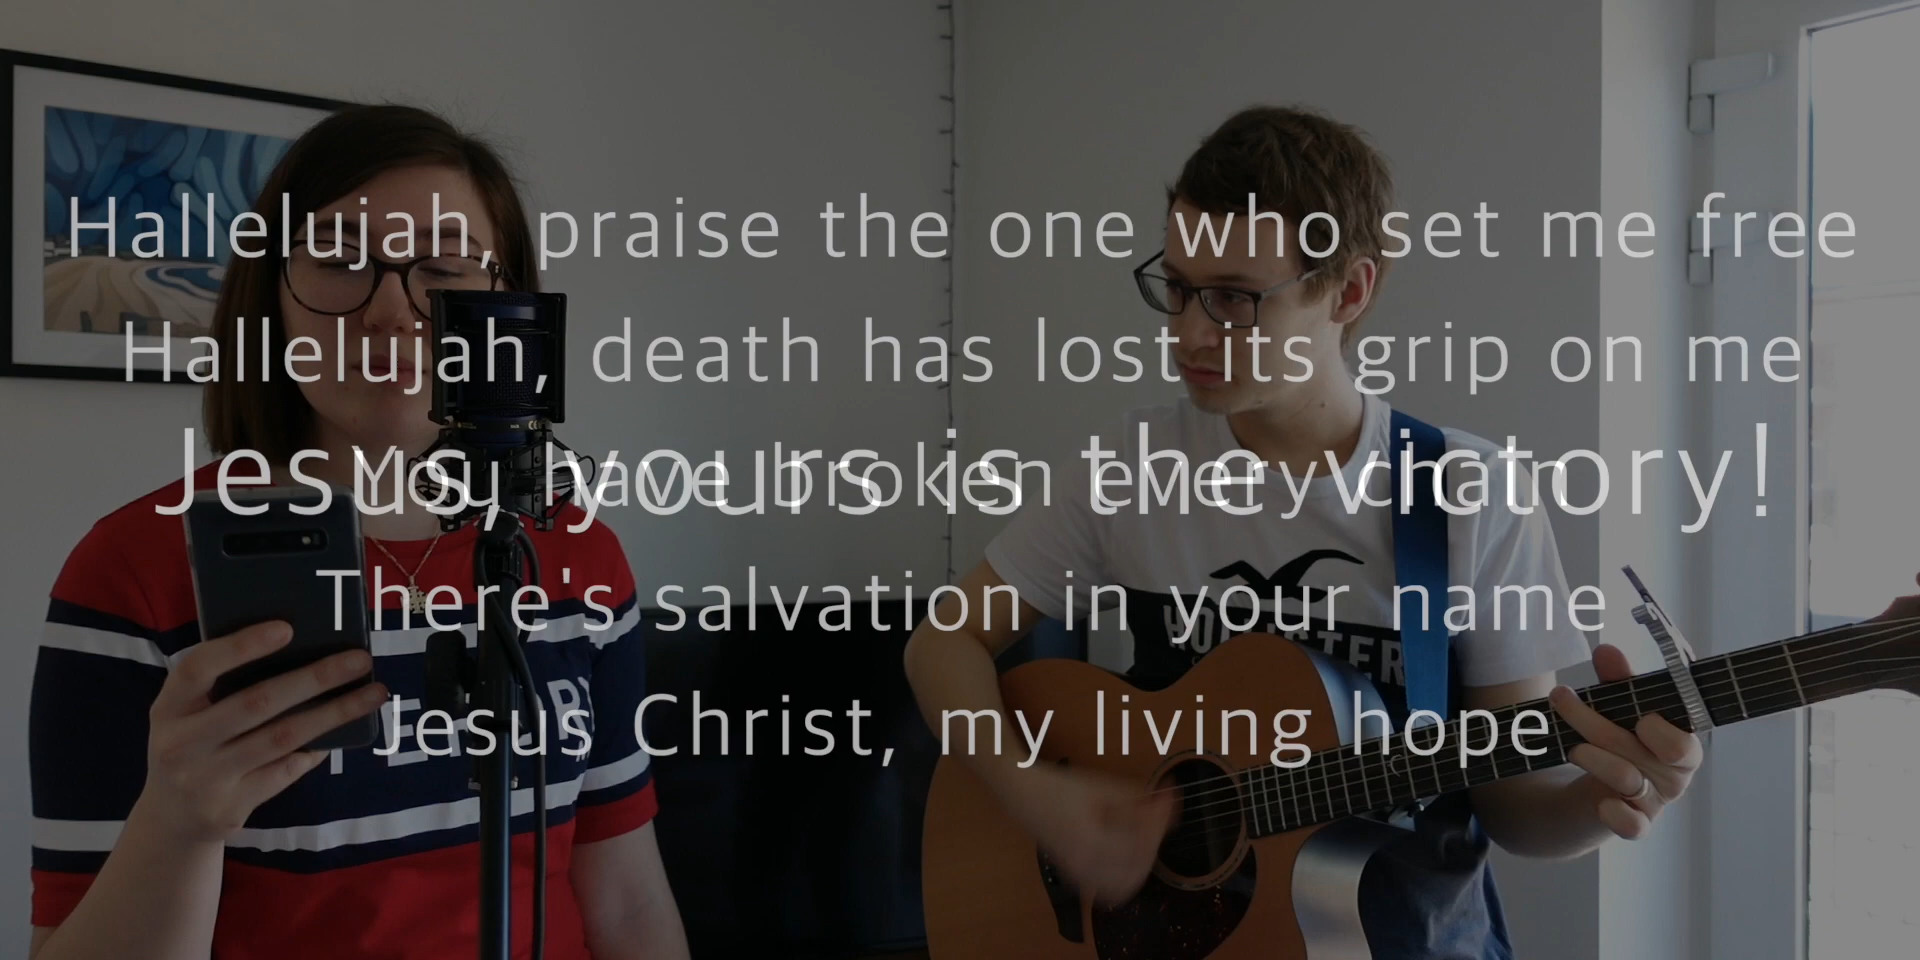 Hallelujah, praise the one who set me free
Hallelujah, death has lost its grip on me
Jesus, yours is the victory!
You have broken every chain
There's salvation in your name
Jesus Christ, my living hope
HOLLISTER